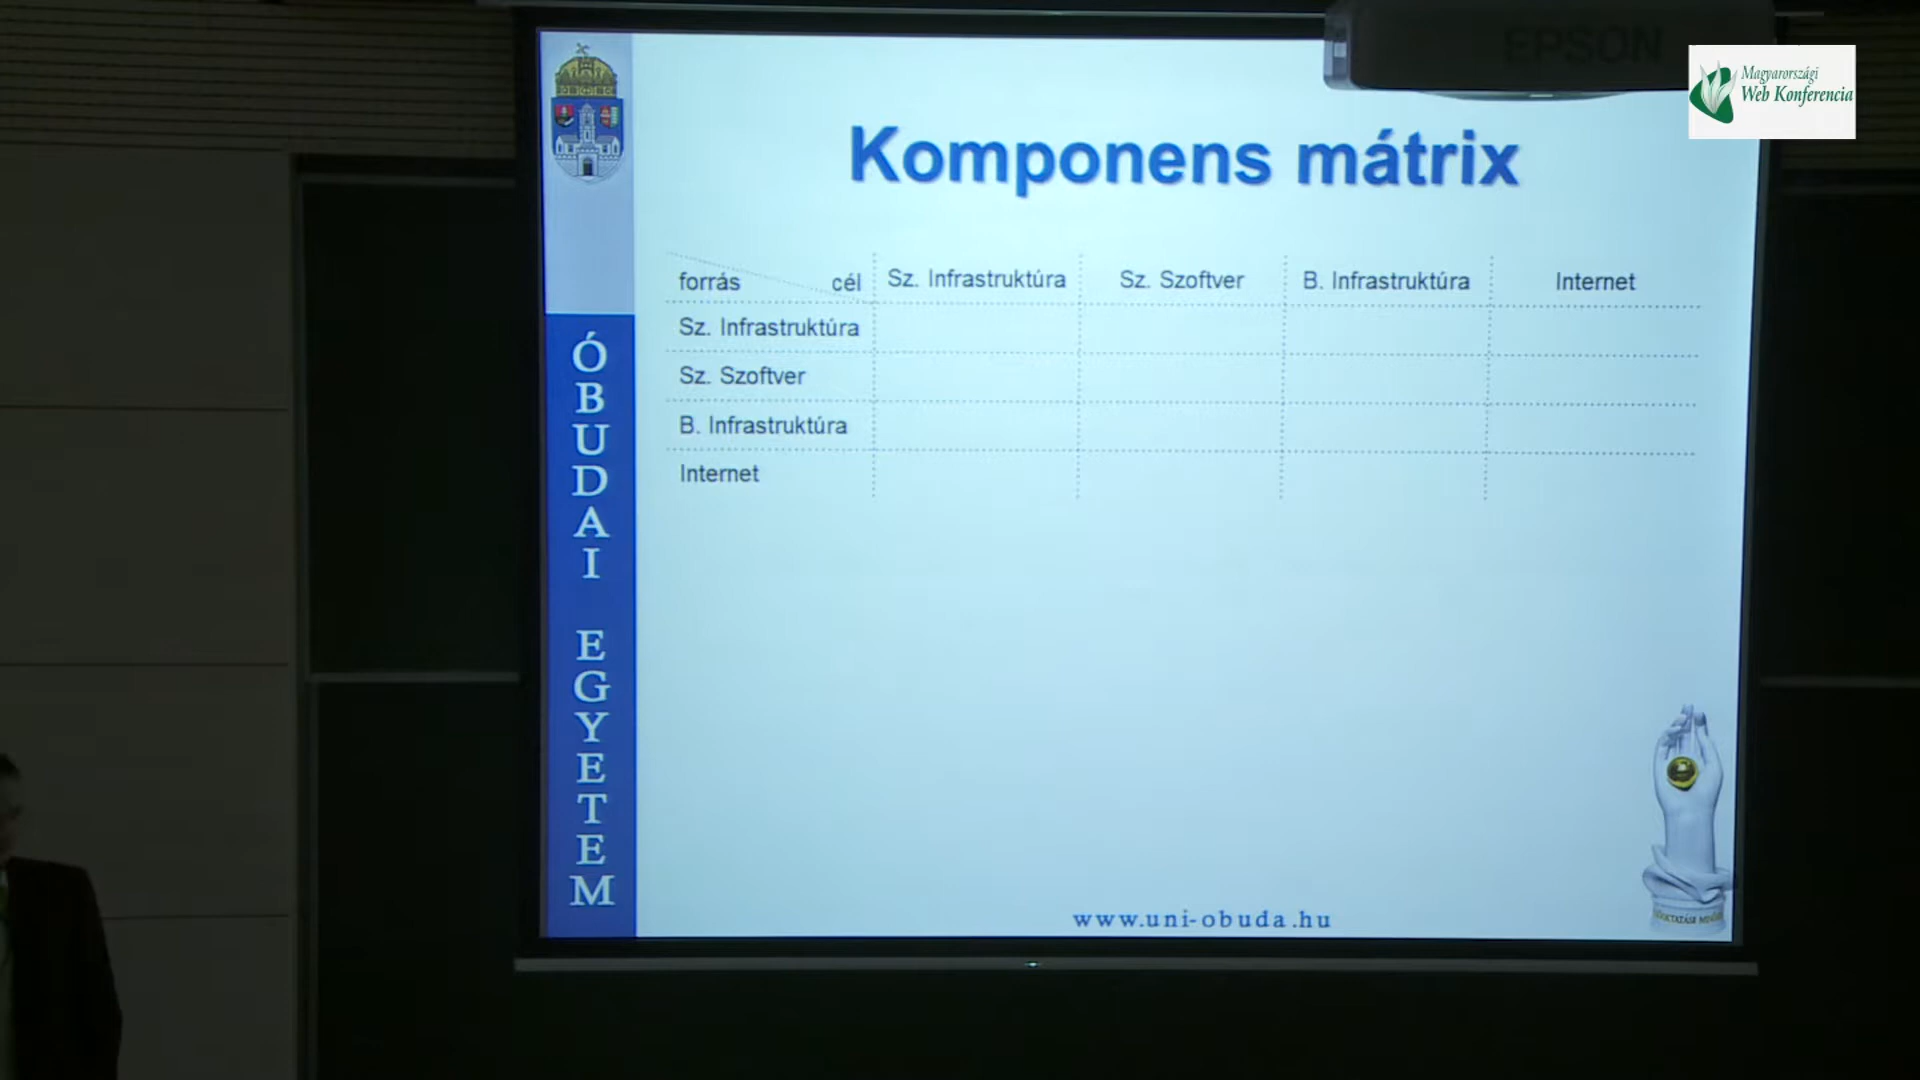 EPSON
Magyarországi
Web Konferencia
Komponens mátrix
forrás cél Sz. Infrastruktúra Sz. Szoftver B. Infrastruktúra Internet
Sz. Infrastruktúra
Sz. Szoftver
B. Infrastruktúra
Internet
ÓBUDAI EGYETEM
www.uni-obuda.hu